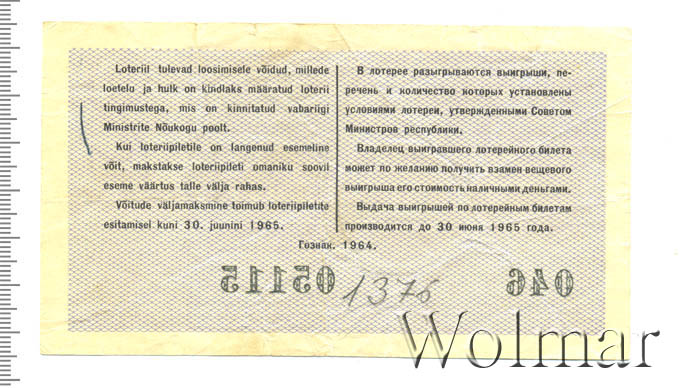 Loteriil tulevad loosimisele võidud, millede
loetelu ja hulk on kindlaks määratud loterii
tingimustega, mis on kinnitatud vabariigi
Ministrite Nõukogu poolt.
Kui loteriipiletile on langenud esemeline
võit, makstakse loteriipileti omaniku soovil
eseme väärtus talle välja rahas.
Võitude väljamaksmine toimub loteriipiletite
esitamisel kuni 30. juunini 1965.
В лотерее разыгрываются выигрыши, пе-
речень и количество которых установлены
условиями лотереи, утвержденными Советом
Министров республики.
Владелец выигравшего лотерейного билета
может по желанию получить взамен вещевого
выигрыша его стоимость наличными деньгами.
Выдача выигрышей по лотерейным билетам
производится до 30 июня 1965 года.
Гознак. 1964.
05115 1376 046
Wolmar